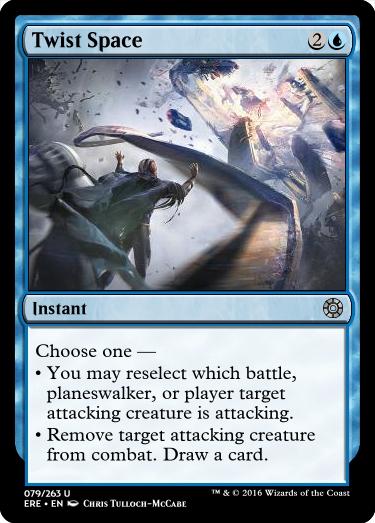 Twist Space 2
Instant
Choose one —
• You may reselect which battle,
planeswalker, or player target
attacking creature is attacking.
• Remove target attacking creature
from combat. Draw a card.
079/263 U
ERE • EN Chris Tulloch-McCabe
™ & © 2016 Wizards of the Coast